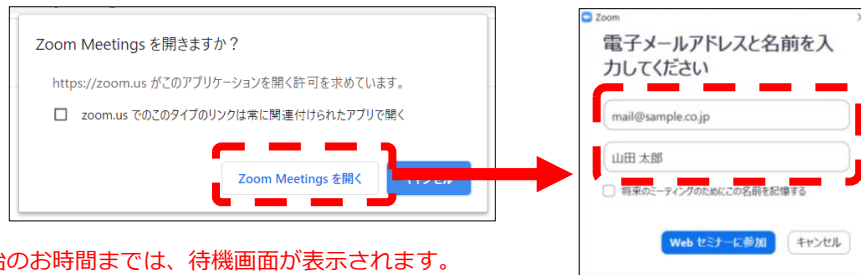 Zoom Meetings を開きますか？
https://zoom.us がこのアプリケーションを開く許可を求めています。
zoom.us でのこのタイプのリンクは常に関連付けられたアプリで開く
Zoom Meetings を開く
キャンセル
Zoom
電子メールアドレスと名前を入
力してください
mail@sample.co.jp
山田 太郎
将来のミーティングのためにこの名前を記憶する
Web セミナーに参加 キャンセル
始のお時間までは、待機画面が表示されます。